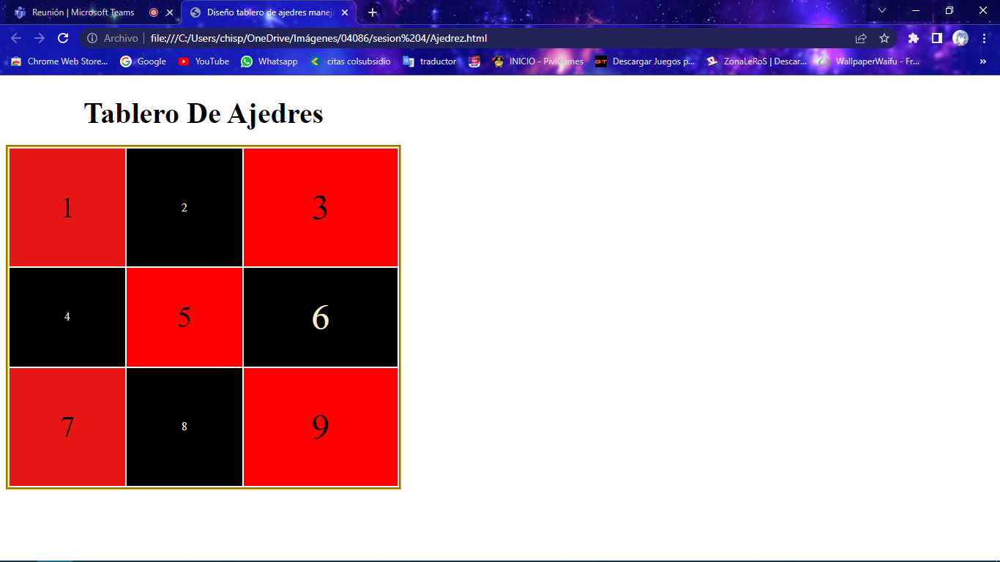 Reunión | Microsoft Teams
Diseño tablero de ajedres manej
Archivo
file:///C:/Users/chisp/OneDrive/Imágenes/04086/sesion%204/Ajedrez.html
Chrome Web Store...
Google
YouTube
Whatsapp
citas colsubsidio
traductor
INICIO - PiviGames
Descargar Juegos p...
ZonaLeRoS | Descar...
WallpaperWaifu - Fr...
Tablero De Ajedres
1 2 3
4 5 6
7 8 9